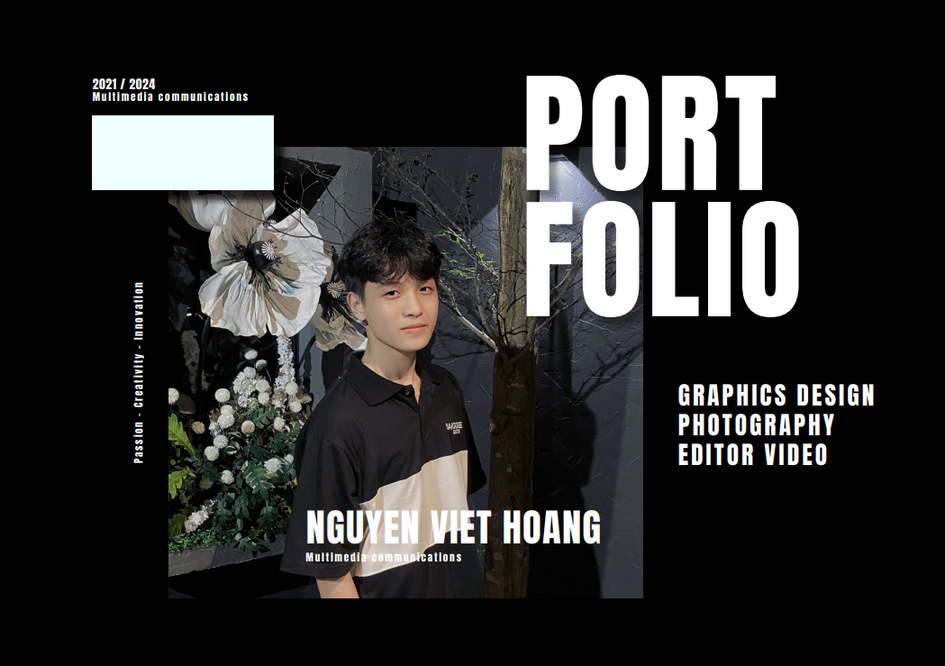 2021 / 2024
Multimedia communications
PORT
FOLIO
Passion - Creativity - Innovation
GRAPHICS DESIGN
PHOTOGRAPHY
EDITOR VIDEO
NGUYEN VIET HOANG
Multimedia communications